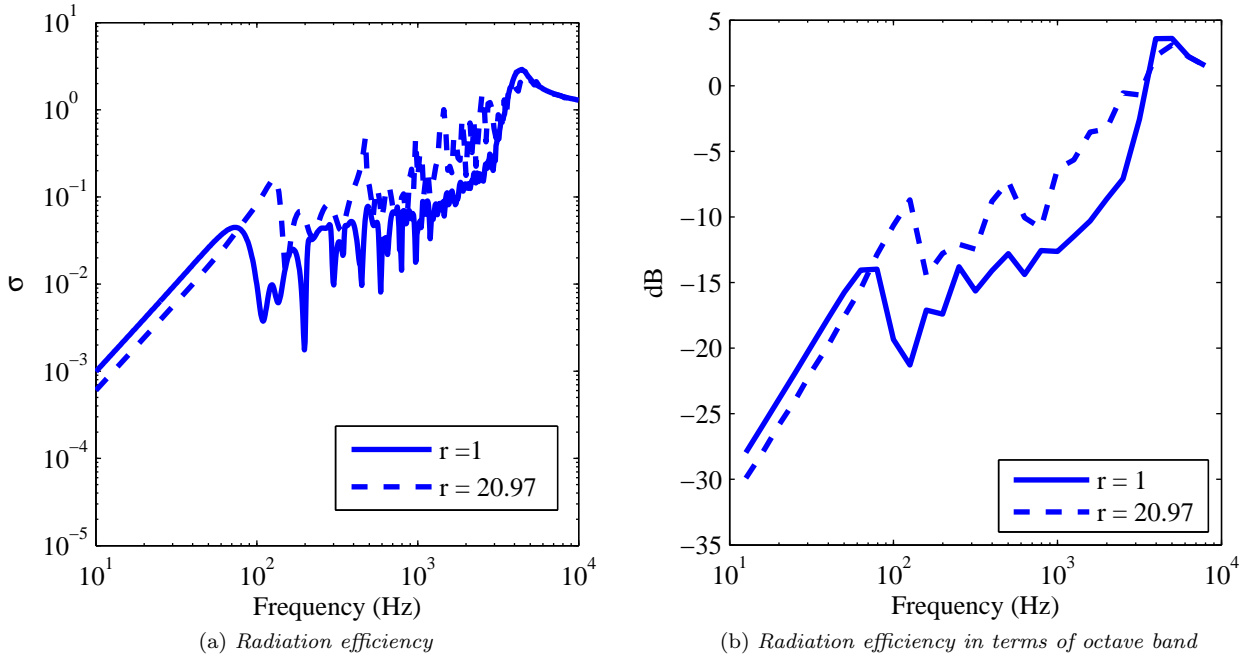 10^1
10^0
10^−1
10^−2
10^−3
10^−4
10^−5
σ
r =1
r = 20.97
10^1 10^2 10^3 10^4
Frequency (Hz)
(a) Radiation efficiency
5
0
−5
−10
−15
−20
−25
−30
−35
dB
r = 1
r = 20.97
10^1 10^2 10^3 10^4
Frequency (Hz)
(b) Radiation efficiency in terms of octave band